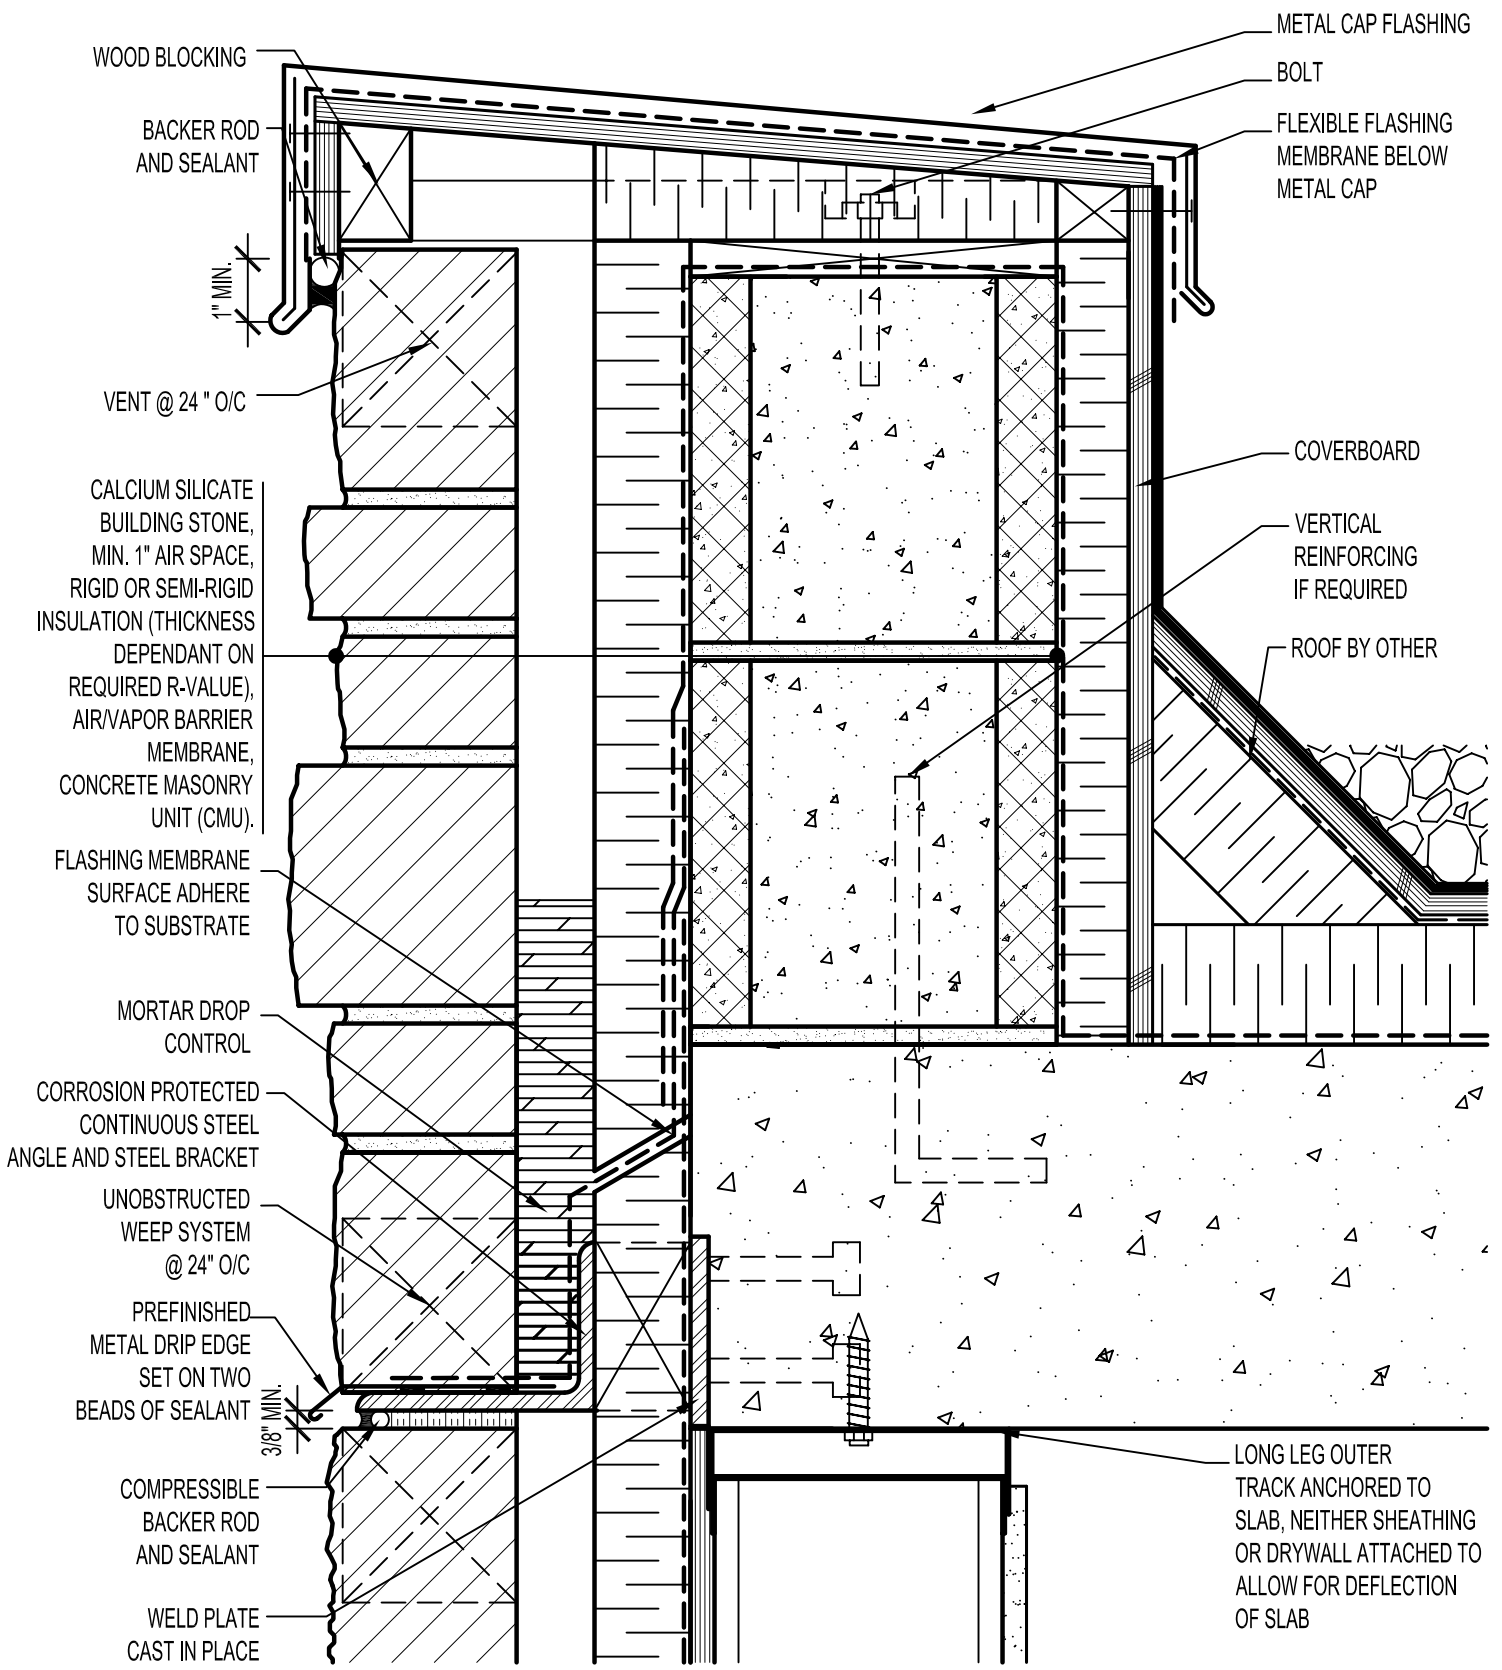 WOOD BLOCKING
BACKER ROD
AND SEALANT
1" MIN.
VENT @ 24 " O/C
CALCIUM SILICATE
BUILDING STONE,
MIN. 1" AIR SPACE,
RIGID OR SEMI-RIGID
INSULATION (THICKNESS
DEPENDANT ON
REQUIRED R-VALUE),
AIR/VAPOR BARRIER
MEMBRANE,
CONCRETE MASONRY
UNIT (CMU).
FLASHING MEMBRANE
SURFACE ADHERE
TO SUBSTRATE
MORTAR DROP
CONTROL
CORROSION PROTECTED
CONTINUOUS STEEL
ANGLE AND STEEL BRACKET
UNOBSTRUCTED
WEEP SYSTEM
@ 24" O/C
PREFINISHED
METAL DRIP EDGE
SET ON TWO
BEADS OF SEALANT
3/8" MIN.
COMPRESSIBLE
BACKER ROD
AND SEALANT
WELD PLATE
CAST IN PLACE
METAL CAP FLASHING
BOLT
FLEXIBLE FLASHING
MEMBRANE BELOW
METAL CAP
COVERBOARD
VERTICAL
REINFORCING
IF REQUIRED
ROOF BY OTHER
LONG LEG OUTER
TRACK ANCHORED TO
SLAB, NEITHER SHEATHING
OR DRYWALL ATTACHED TO
ALLOW FOR DEFLECTION
OF SLAB